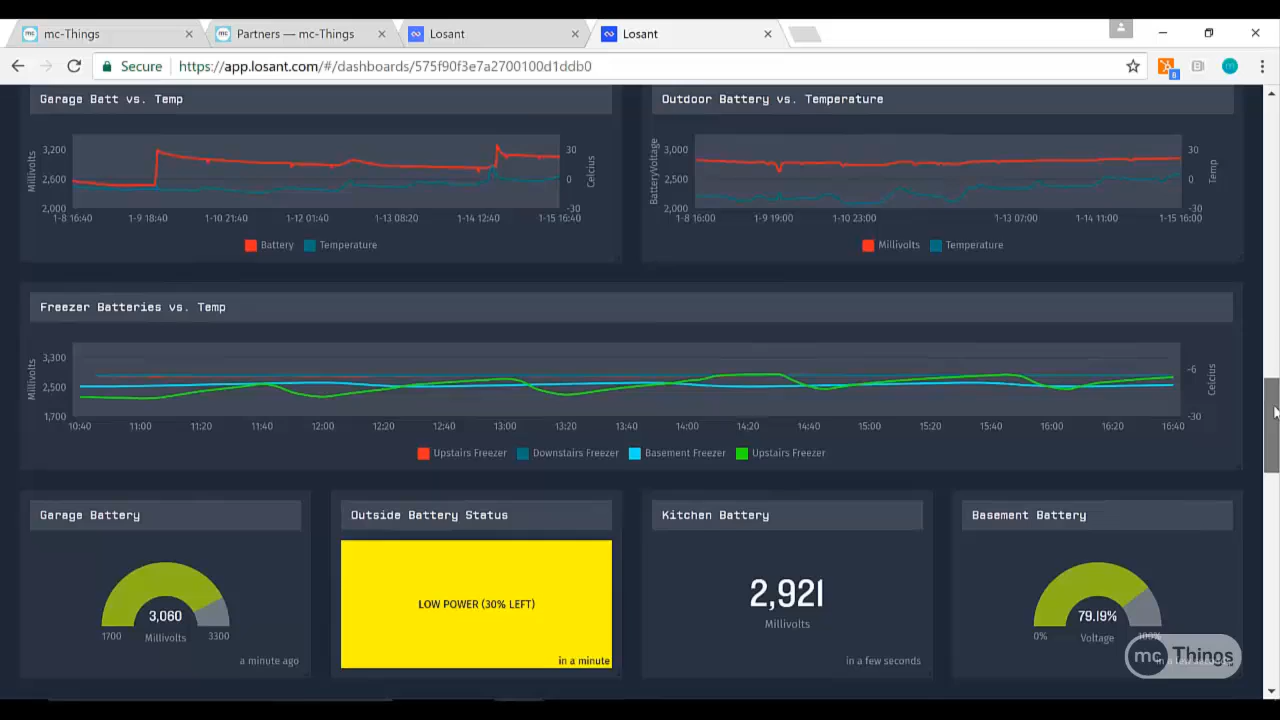 mc-Things
Partners — mc-Things
Losant
Losant
Secure
https://app.losant.com/#/dashboards/575f90f3e7a2700100d1ddb0
Garage Batt vs. Temp
Outdoor Battery vs. Temperature
Millivolts
3,200
2,600
2,000
30
0
-30
Celcius
1-8 16:40
1-9 18:40
1-10 21:40
1-12 01:40
1-13 08:20
1-14 12:40
1-15 16:40
Battery
Temperature
BatteryVoltage
3,000
2,500
2,000
30
0
-30
Temp
1-8 16:00
1-9 19:00
1-10 23:00
1-13 07:00
1-14 11:00
1-15 16:00
Millivolts
Temperature
Freezer Batteries vs. Temp
Millivolts
3,300
2,500
1,700
-6
-30
Celcius
10:40
11:00
11:20
11:40
12:00
12:20
12:40
13:00
13:20
13:40
14:00
14:20
14:40
15:00
15:20
15:40
16:00
16:20
16:40
Upstairs Freezer
Downstairs Freezer
Basement Freezer
Upstairs Freezer
Garage Battery
3,060
1700
Millivolts
3300
a minute ago
Outside Battery Status
LOW POWER (30% LEFT)
in a minute
Kitchen Battery
2,921
Millivolts
in a few seconds
Basement Battery
79.19%
0%
Voltage
100%
mc Things